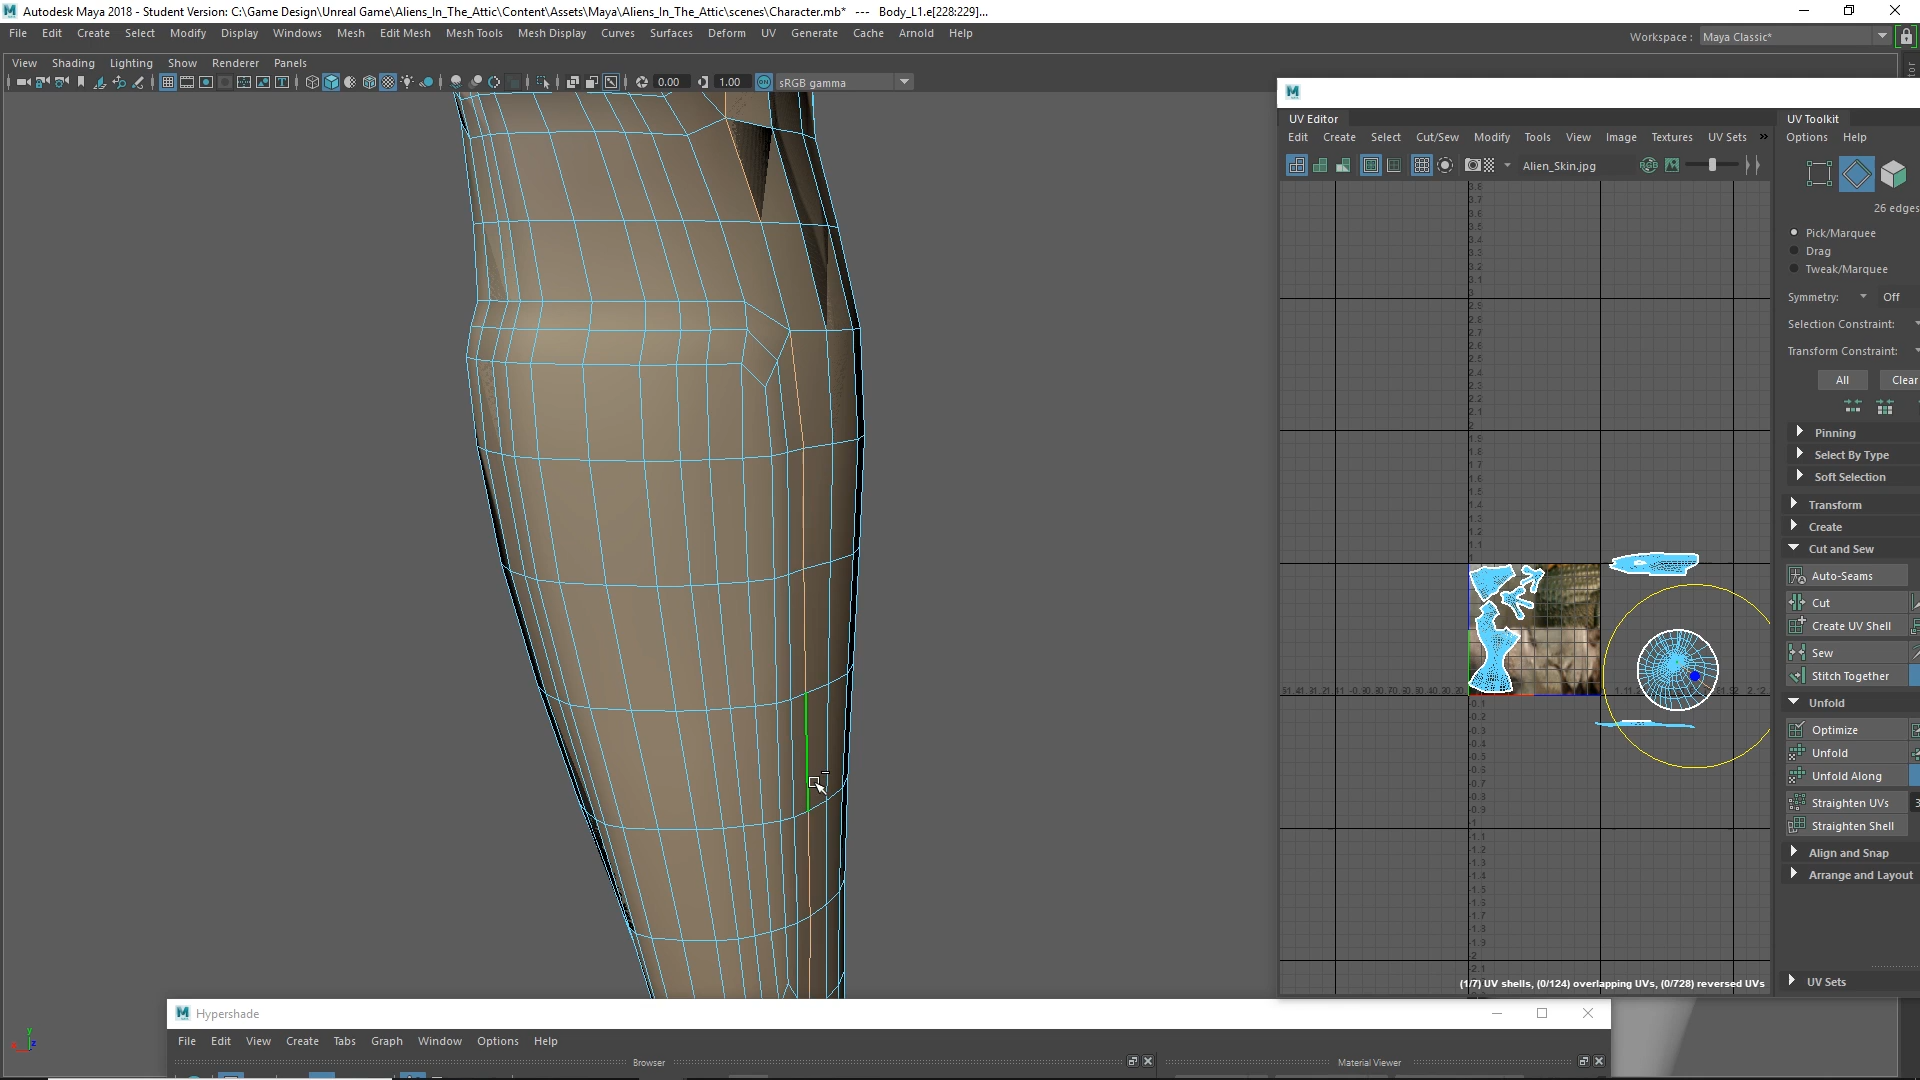 Autodesk Maya 2018 - Student Version: C:\Game Design\Unreal Game\Aliens_In_The_Attic\Content\Assets\Maya\Aliens_In_The_Attic\scenes\Character.mb* --- Body_L1.e[228:229]...
File Edit Create Select Modify Display Windows Mesh Edit Mesh Mesh Tools Mesh Display Curves Surfaces Deform UV Generate Cache Arnold Help
Workspace : Maya Classic*
View Shading Lighting Show Renderer Panels
0.00 1.00 ON sRGB gamma
UV Editor
Edit Create Select Cut/Sew Modify Tools View Image Textures UV Sets »
Alien_Skin.jpg
UV Toolkit
Options Help
26 edges
Pick/Marquee
Drag
Tweak/Marquee
Symmetry: Off
Selection Constraint:
Transform Constraint:
All Clear
Pinning
Select By Type
Soft Selection
Transform
Create
Cut and Sew
Auto-Seams
Cut
Create UV Shell
Sew
Stitch Together
Unfold
Optimize
Unfold
Unfold Along
Straighten UVs 3
Straighten Shell
Align and Snap
Arrange and Layout
UV Sets
(1/7) UV shells, (0/124) overlapping UVs, (0/728) reversed UVs
Hypershade
File Edit View Create Tabs Graph Window Options Help
Browser
Material Viewer